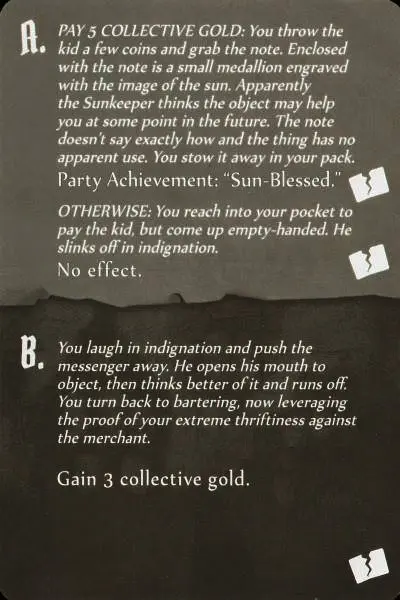 A.
PAY 5 COLLECTIVE GOLD: You throw the
kid a few coins and grab the note. Enclosed
with the note is a small medallion engraved
with the image of the sun. Apparently
the Sunkeeper thinks the object may help
you at some point in the future. The note
doesn't say exactly how and the thing has no
apparent use. You stow it away in your pack.
Party Achievement: “Sun-Blessed.”
OTHERWISE: You reach into your pocket to
pay the kid, but come up empty-handed. He
slinks off in indignation.
No effect.
B.
You laugh in indignation and push the
messenger away. He opens his mouth to
object, then thinks better of it and runs off.
You turn back to bartering, now leveraging
the proof of your extreme thriftiness against
the merchant.
Gain 3 collective gold.